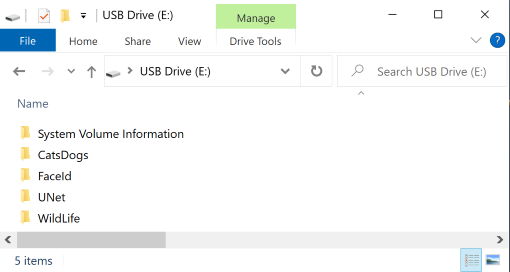 USB Drive (E:) Manage
File Home Share View Drive Tools ?
USB Drive (E:) Search USB Drive (E:)
Name
System Volume Information
CatsDogs
FaceId
UNet
WildLife
5 items